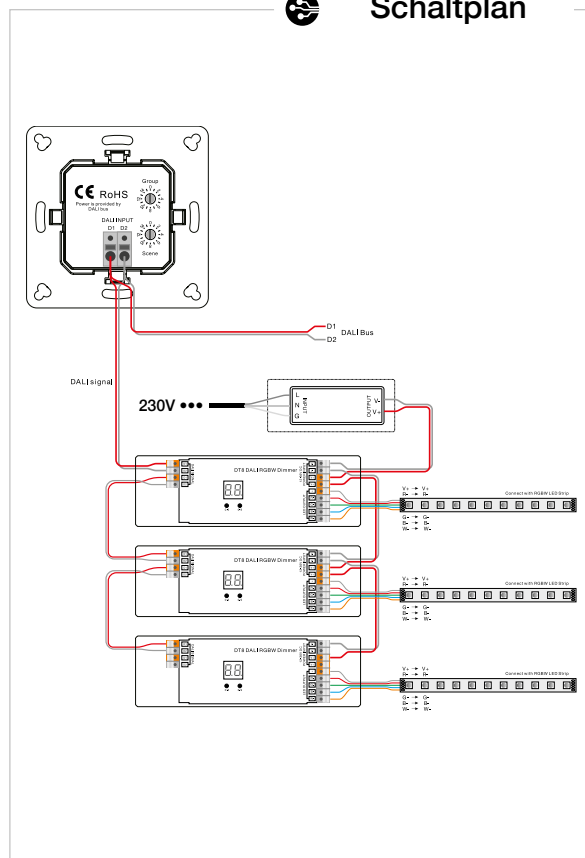 Schaltplan
Group
CE RoHS
Power is provided by
DALI bus
DALI INPUT
D1 D2
Scene
D1
DALI Bus
D2
DALI signal
230V
L
N
G
INPUT
OUTPUT
V-
V+
DT8 DALI RGBW Dimmer
V+ → V+
R- → R-
Connect with RGBW LED Strip
G- → G-
B- → B-
W- → W-
DT8 DALI RGBW Dimmer
V+ → V+
R- → R-
Connect with RGBW LED Strip
G- → G-
B- → B-
W- → W-
DT8 DALI RGBW Dimmer
V+ → V+
R- → R-
Connect with RGBW LED Strip
G- → G-
B- → B-
W- → W-